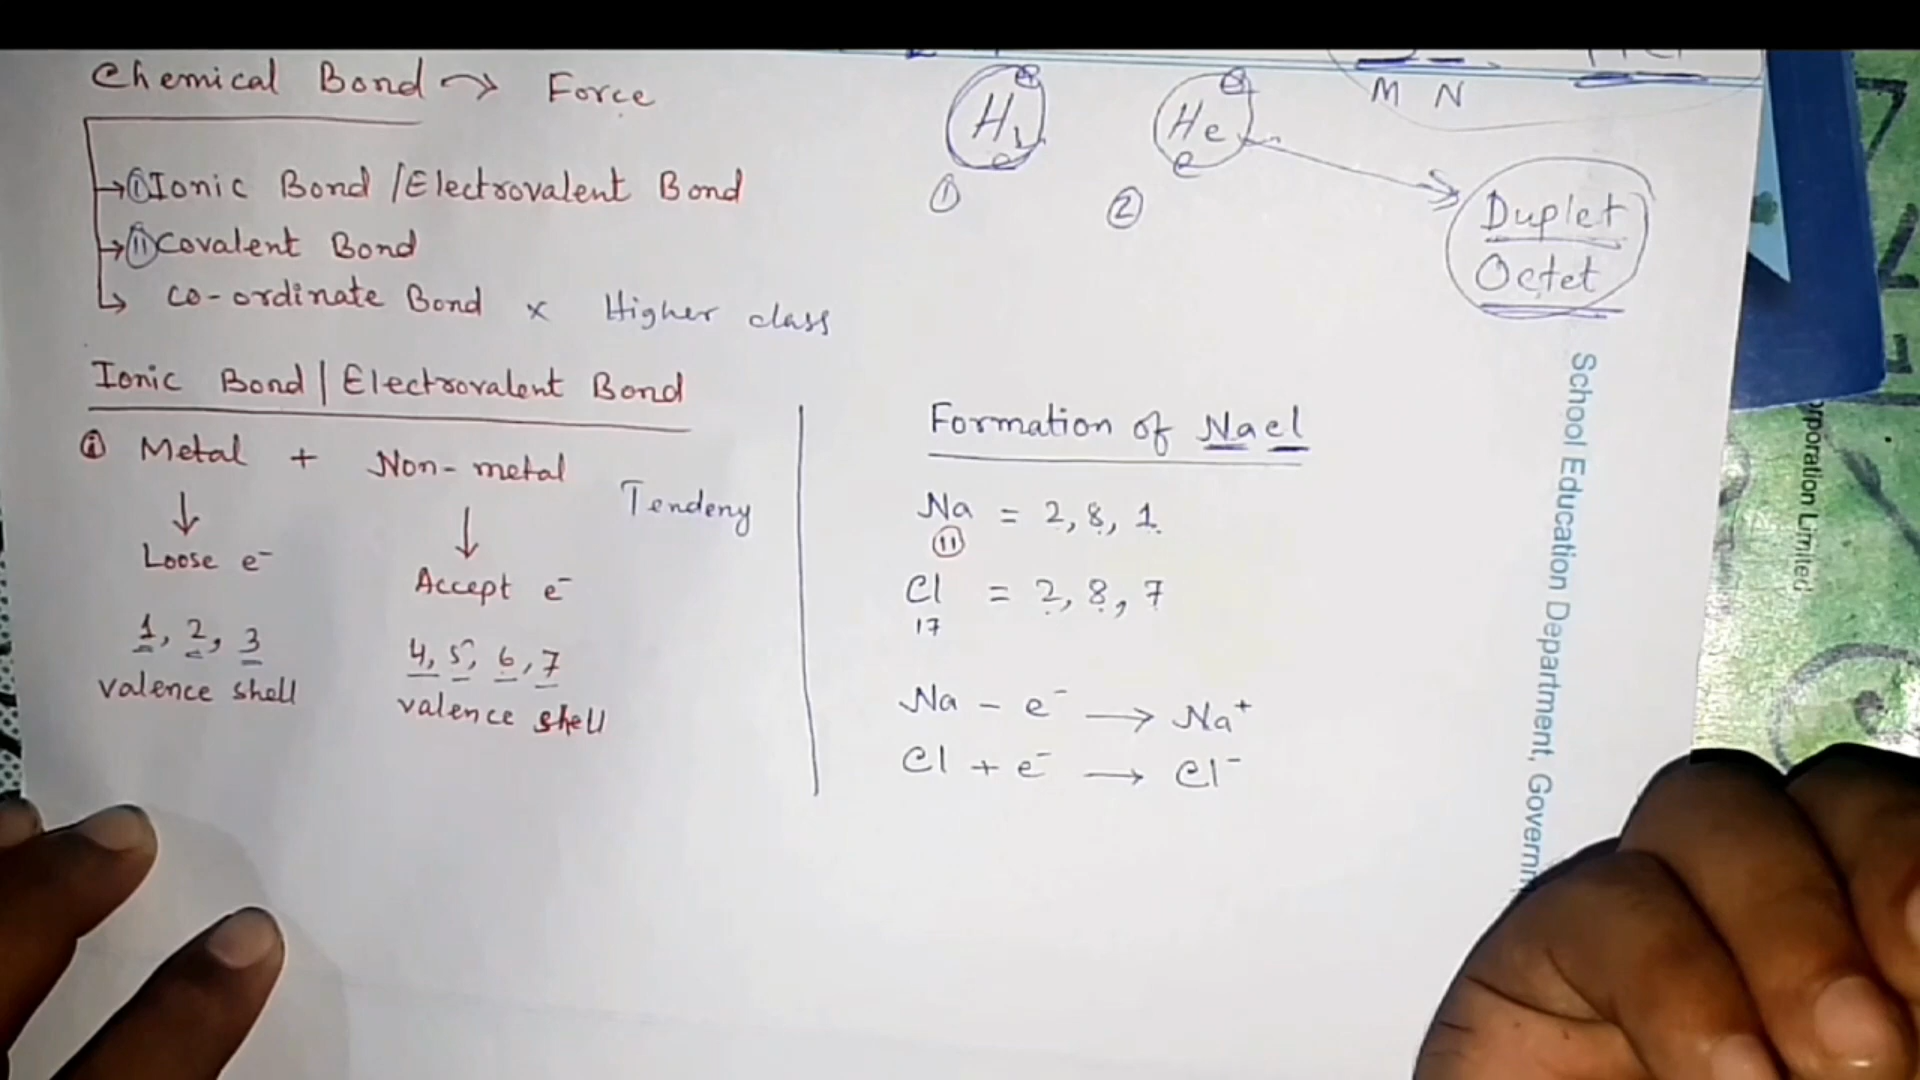 Chemical Bond → Force
→ (i) Ionic Bond / Electrovalent Bond
→ (ii) Covalent Bond
→ Co-ordinate Bond × Higher class
Ionic Bond | Electrovalent Bond
(i) Metal + Non-metal
↓ ↓
Loose e⁻ Accept e⁻
Tendeny
1, 2, 3 4, 5, 6, 7
valence shell valence shell
H
1
e
e
①
He
e
e
②
M N
Duplet
Octet
Formation of Nacl
Na = 2, 8, 1
11
Cl = 2, 8, 7
17
Na - e⁻ → Na⁺
Cl + e⁻ → Cl⁻
School Education Department, Governm
rporation Limited